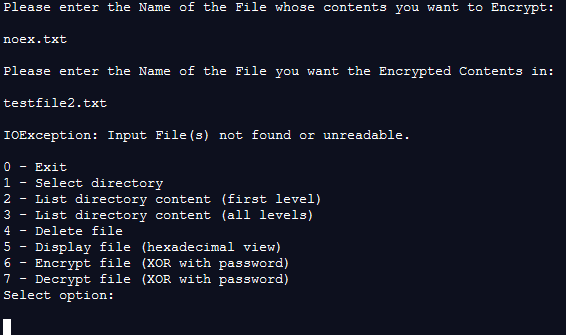 Please enter the Name of the File whose contents you want to Encrypt:
noex.txt
Please enter the Name of the File you want the Encrypted Contents in:
testfile2.txt
IOException: Input File(s) not found or unreadable.
0 - Exit
1 - Select directory
2 - List directory content (first level)
3 - List directory content (all levels)
4 - Delete file
5 - Display file (hexadecimal view)
6 - Encrypt file (XOR with password)
7 - Decrypt file (XOR with password)
Select option: